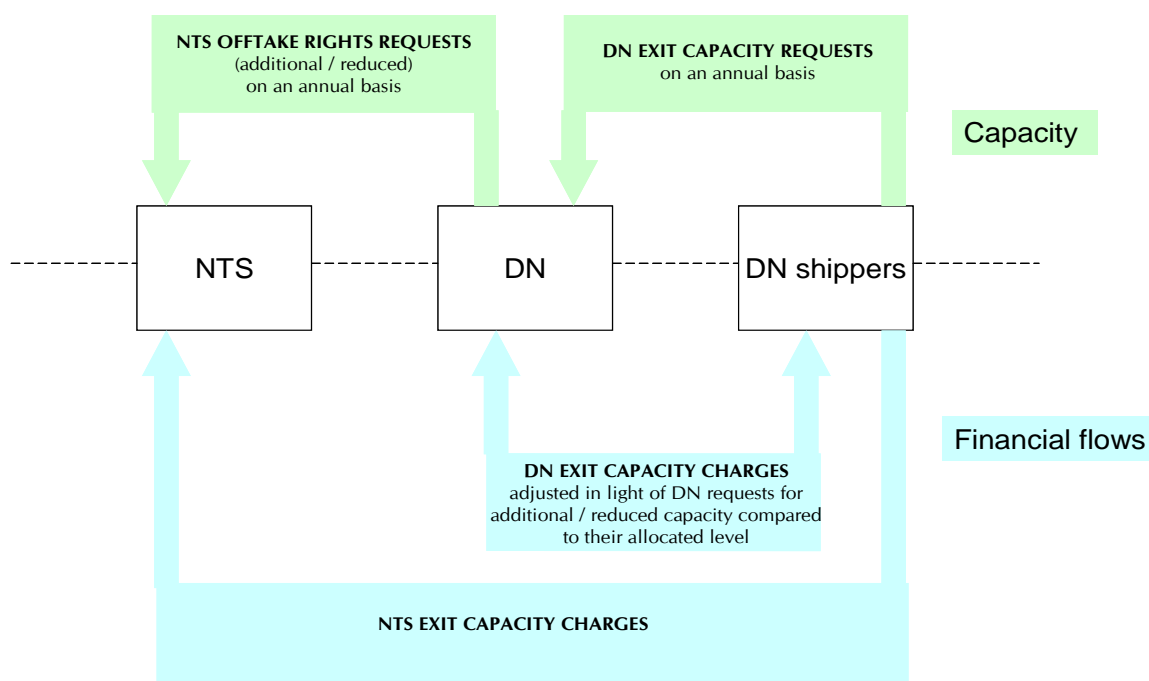 NTS OFFTAKE RIGHTS REQUESTS
(additional / reduced)
on an annual basis
DN EXIT CAPACITY REQUESTS
on an annual basis
Capacity
NTS
DN
DN shippers
Financial flows
DN EXIT CAPACITY CHARGES
adjusted in light of DN requests for
additional / reduced capacity compared
to their allocated level
NTS EXIT CAPACITY CHARGES